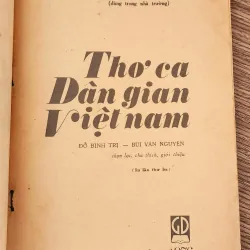 (dùng trong nhà trường)
Thơ ca
Dân gian
Việt nam
ĐỖ BÌNH TRỊ — BÙI VĂN NGUYÊN
chọn lọc, chú thích, giới thiệu
(In lần thứ ba)
GD